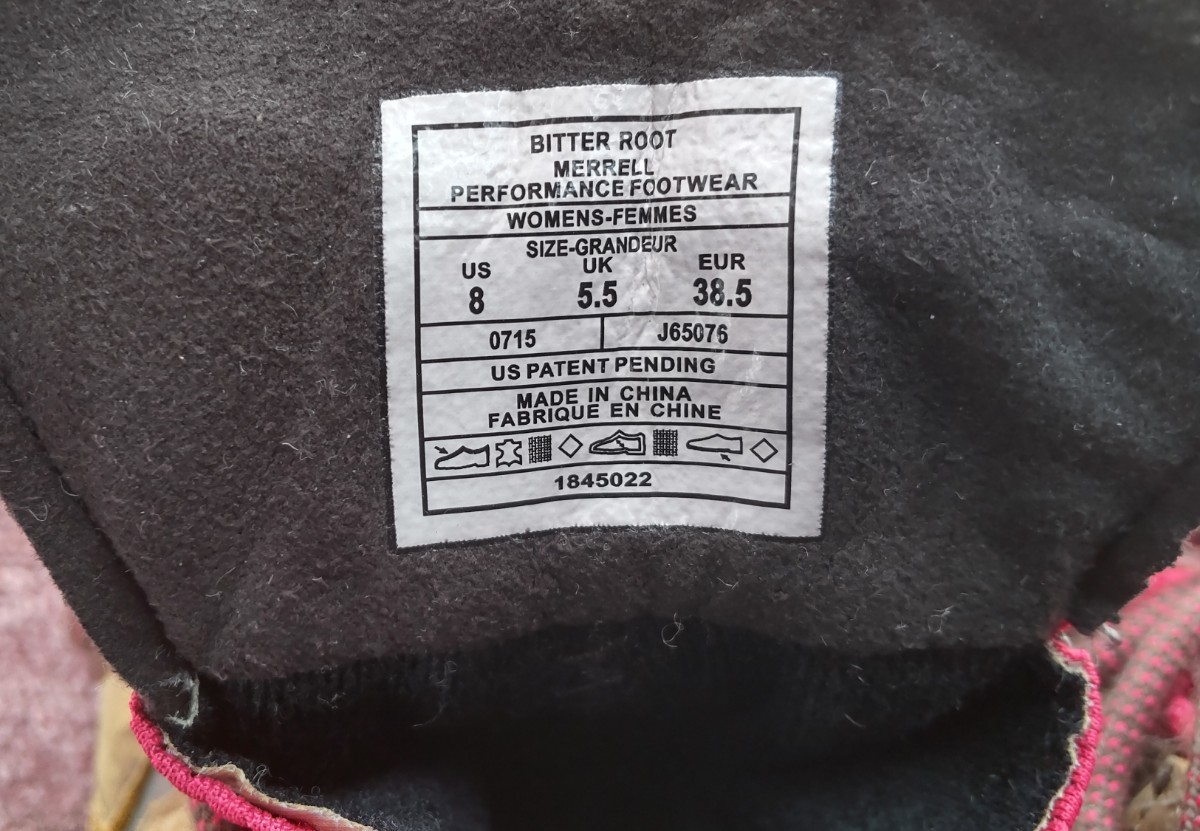 BITTER ROOT
MERRELL
PERFORMANCE FOOTWEAR
WOMENS-FEMMES
SIZE-GRANDEUR
US UK EUR
8 5.5 38.5
0715 J65076
US PATENT PENDING
MADE IN CHINA
FABRIQUE EN CHINE
1845022